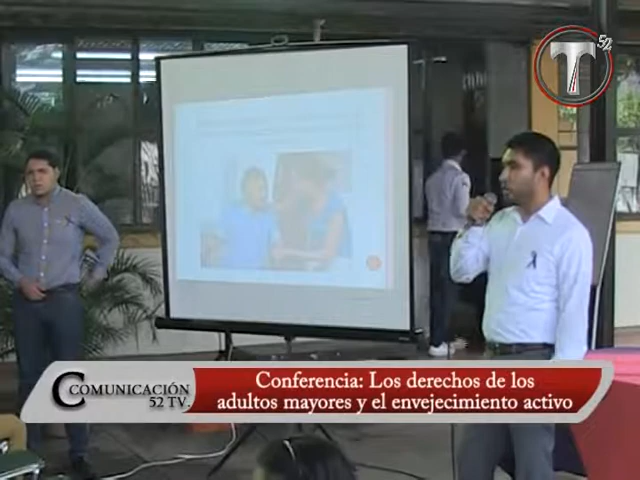 T 52
COMUNICACIÓN
52 TV.
Conferencia: Los derechos de los
adultos mayores y el envejecimiento activo